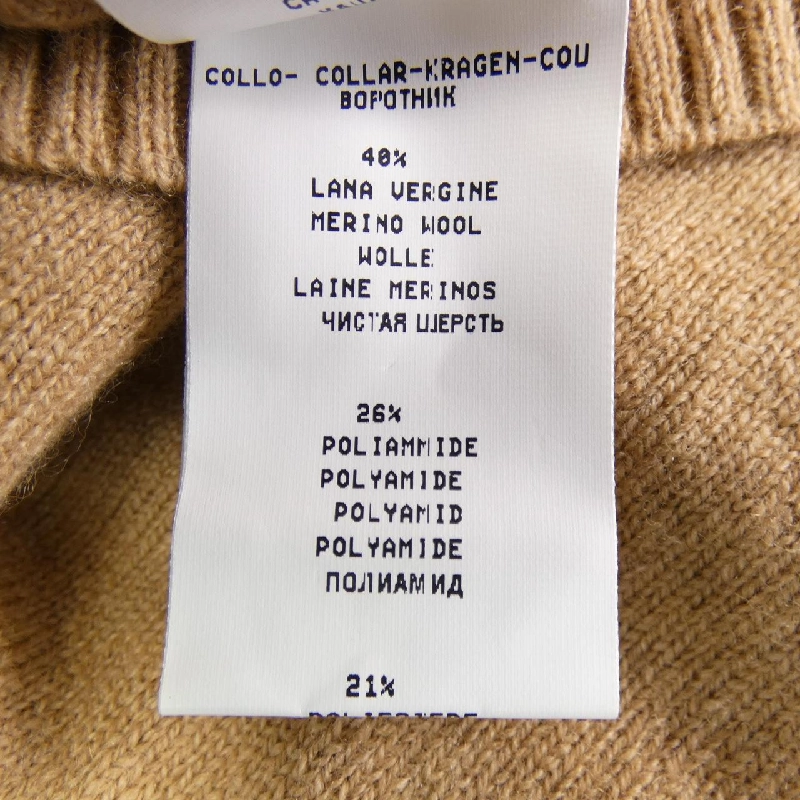 COLLO- COLLAR-KRAGEN-COU
ВОРОТНИК
40%
LANA VERGINE
MERINO WOOL
WOLLE
LAINE MERINOS
ЧИСТАЯ ШЕРСТЬ
26%
POLIAMMIDE
POLYAMIDE
POLYAMID
POLYAMIDE
ПОЛИАМИД
21%